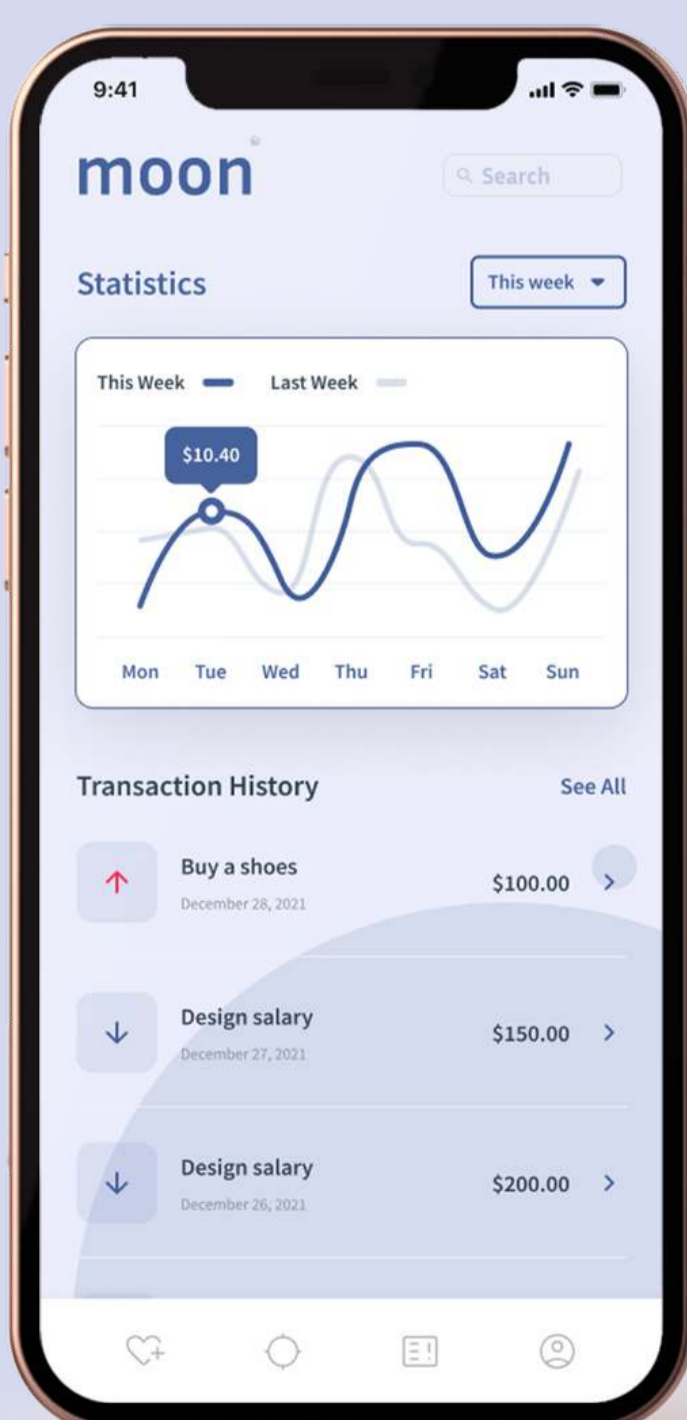 9:41
moon
Search
Statistics
This week
This Week
Last Week
$10.40
Mon Tue Wed Thu Fri Sat Sun
Transaction History
See All
Buy a shoes
December 28, 2021
$100.00
Design salary
December 27, 2021
$150.00
Design salary
December 26, 2021
$200.00